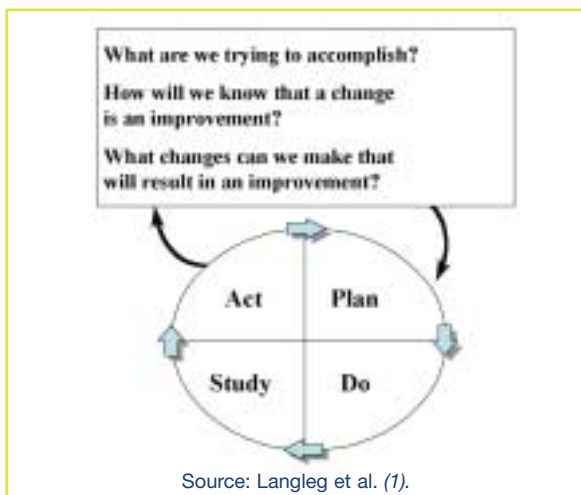 What are we trying to accomplish?
How will we know that a change
is an improvement?
What changes can we make that
will result in an improvement?
Act
Plan
Study
Do
Source: Langleg et al. (1).